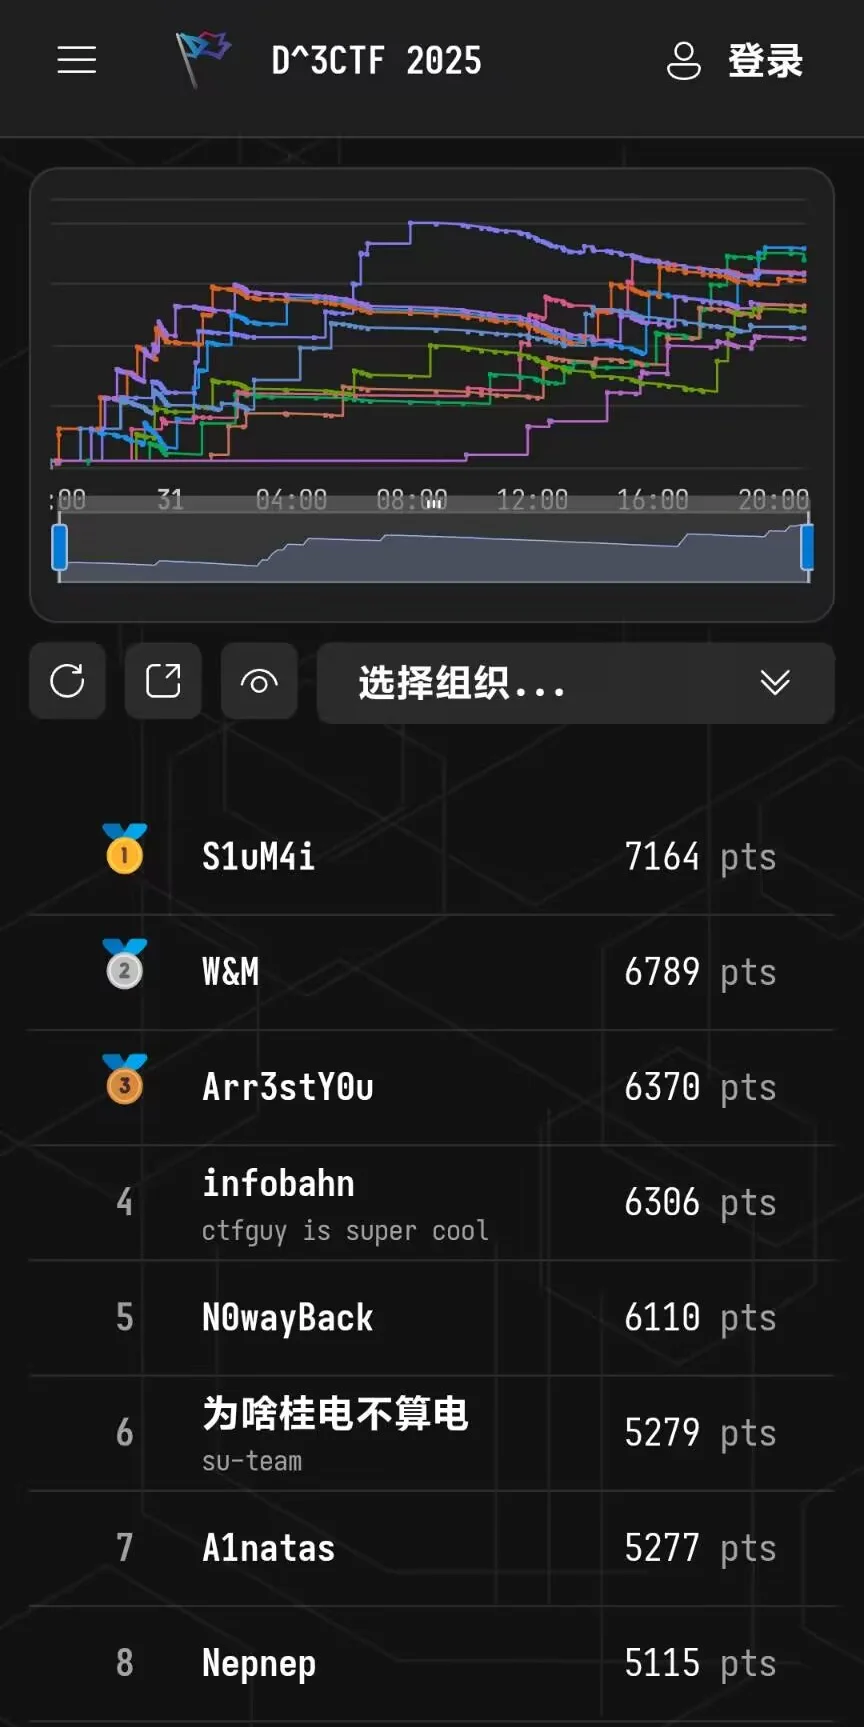 D^3CTF 2025
登录
:00 31 04:00 08:00 12:00 16:00 20:00
选择组织...
1 S1uM4i 7164 pts
2 W&M 6789 pts
3 Arr3stY0u 6370 pts
4 infobahn 6306 pts
ctfguy is super cool
5 N0wayBack 6110 pts
6 为啥桂电不算电 5279 pts
su-team
7 A1natas 5277 pts
8 Nepnep 5115 pts